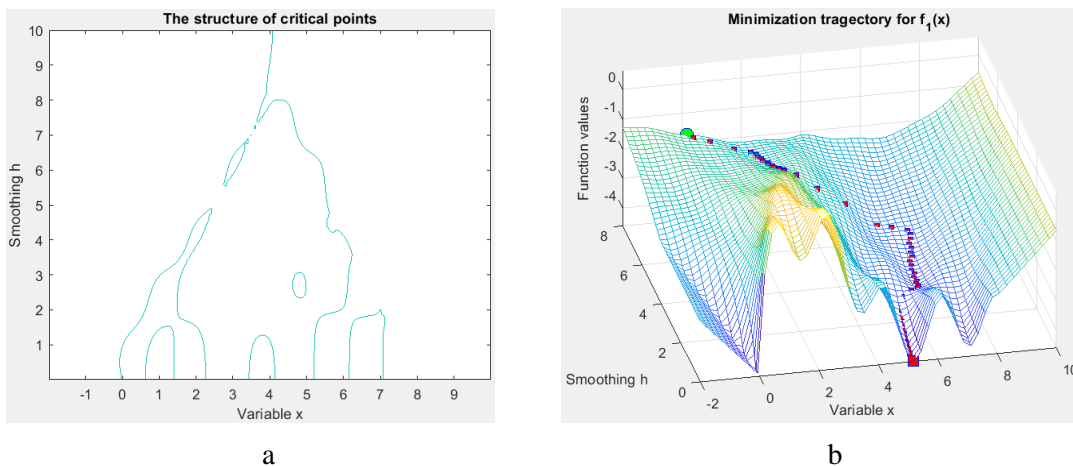 The structure of critical points
10
9
8
7
6
5
4
3
2
1
Smoothing h
-1 0 1 2 3 4 5 6 7 8 9
Variable x
a
Minimization tragectory for f₁(x)
0
-1
-2
-3
-4
Function values
8
6
4
2
0
Smoothing h
-2 0 2 4 6 8 10
Variable x
b